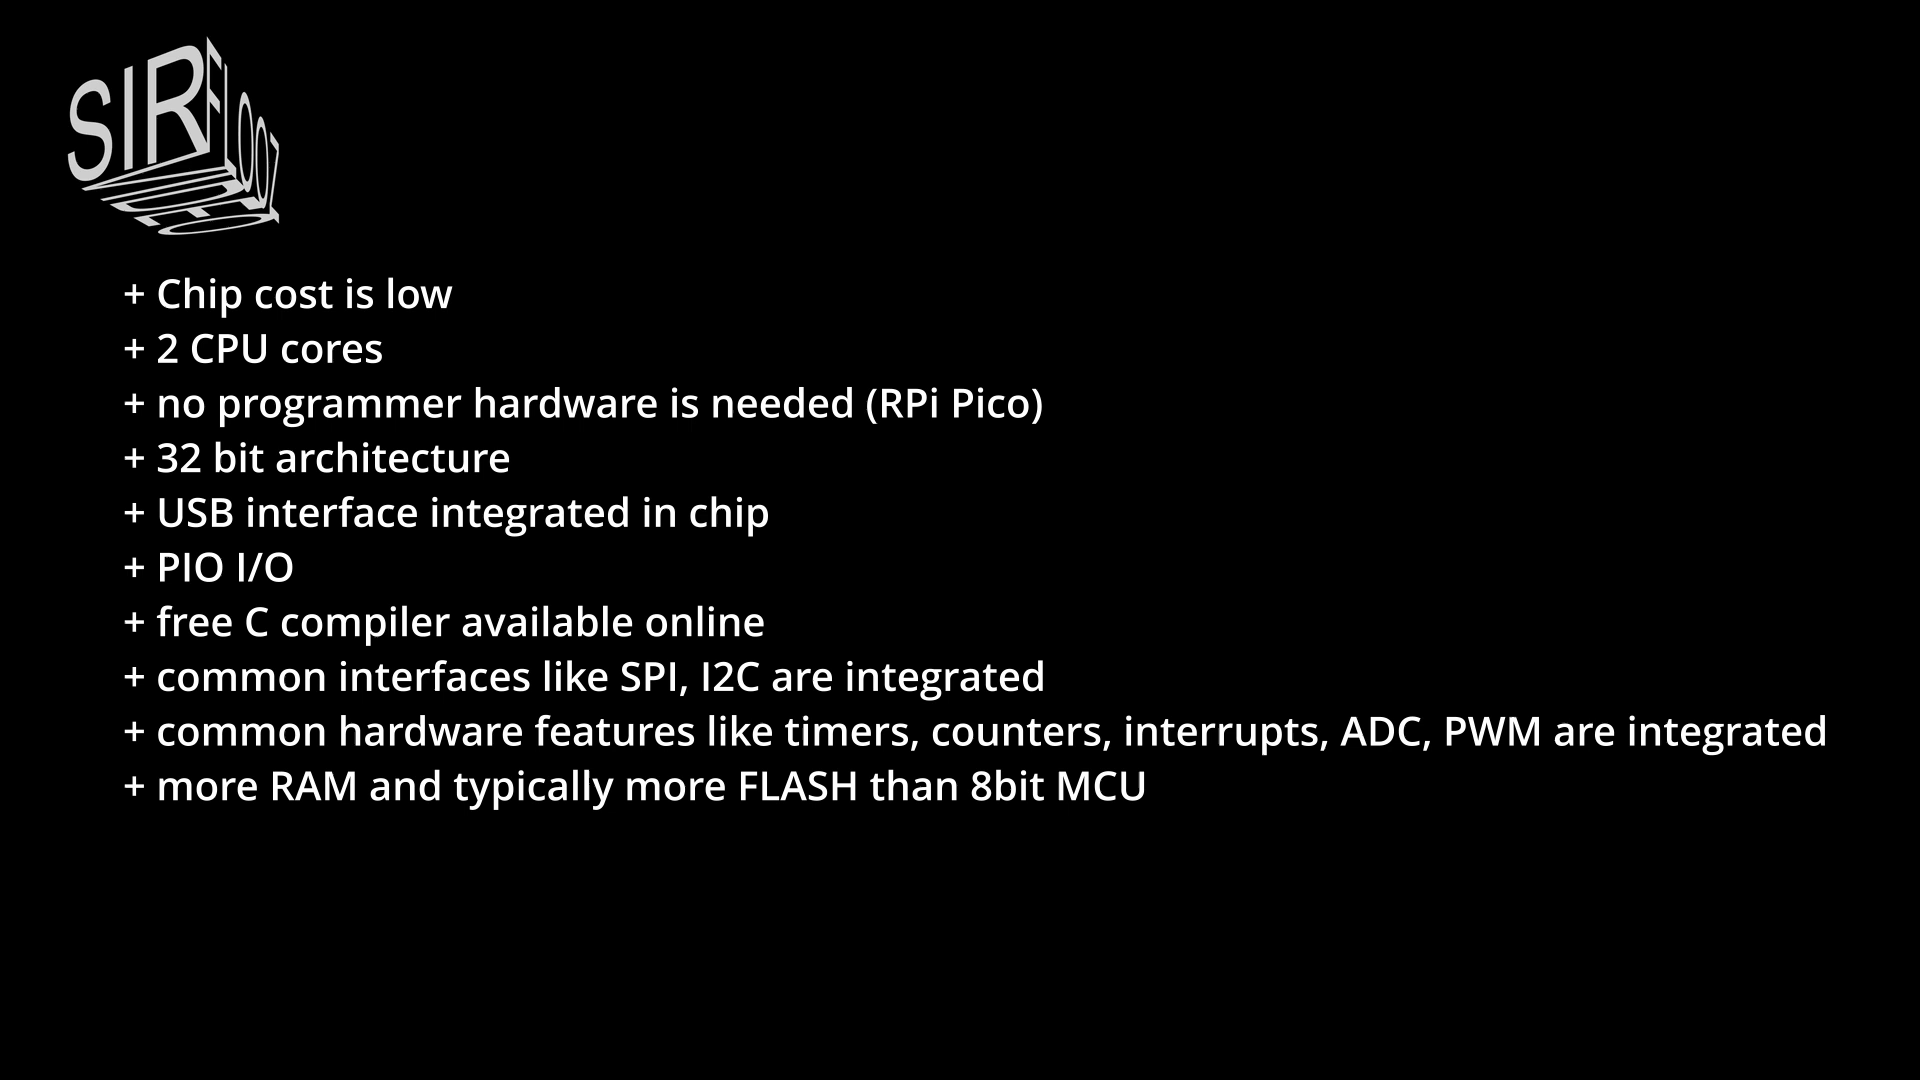 SIR
+ Chip cost is low
+ 2 CPU cores
+ no programmer hardware is needed (RPi Pico)
+ 32 bit architecture
+ USB interface integrated in chip
+ PIO I/O
+ free C compiler available online
+ common interfaces like SPI, I2C are integrated
+ common hardware features like timers, counters, interrupts, ADC, PWM are integrated
+ more RAM and typically more FLASH than 8bit MCU